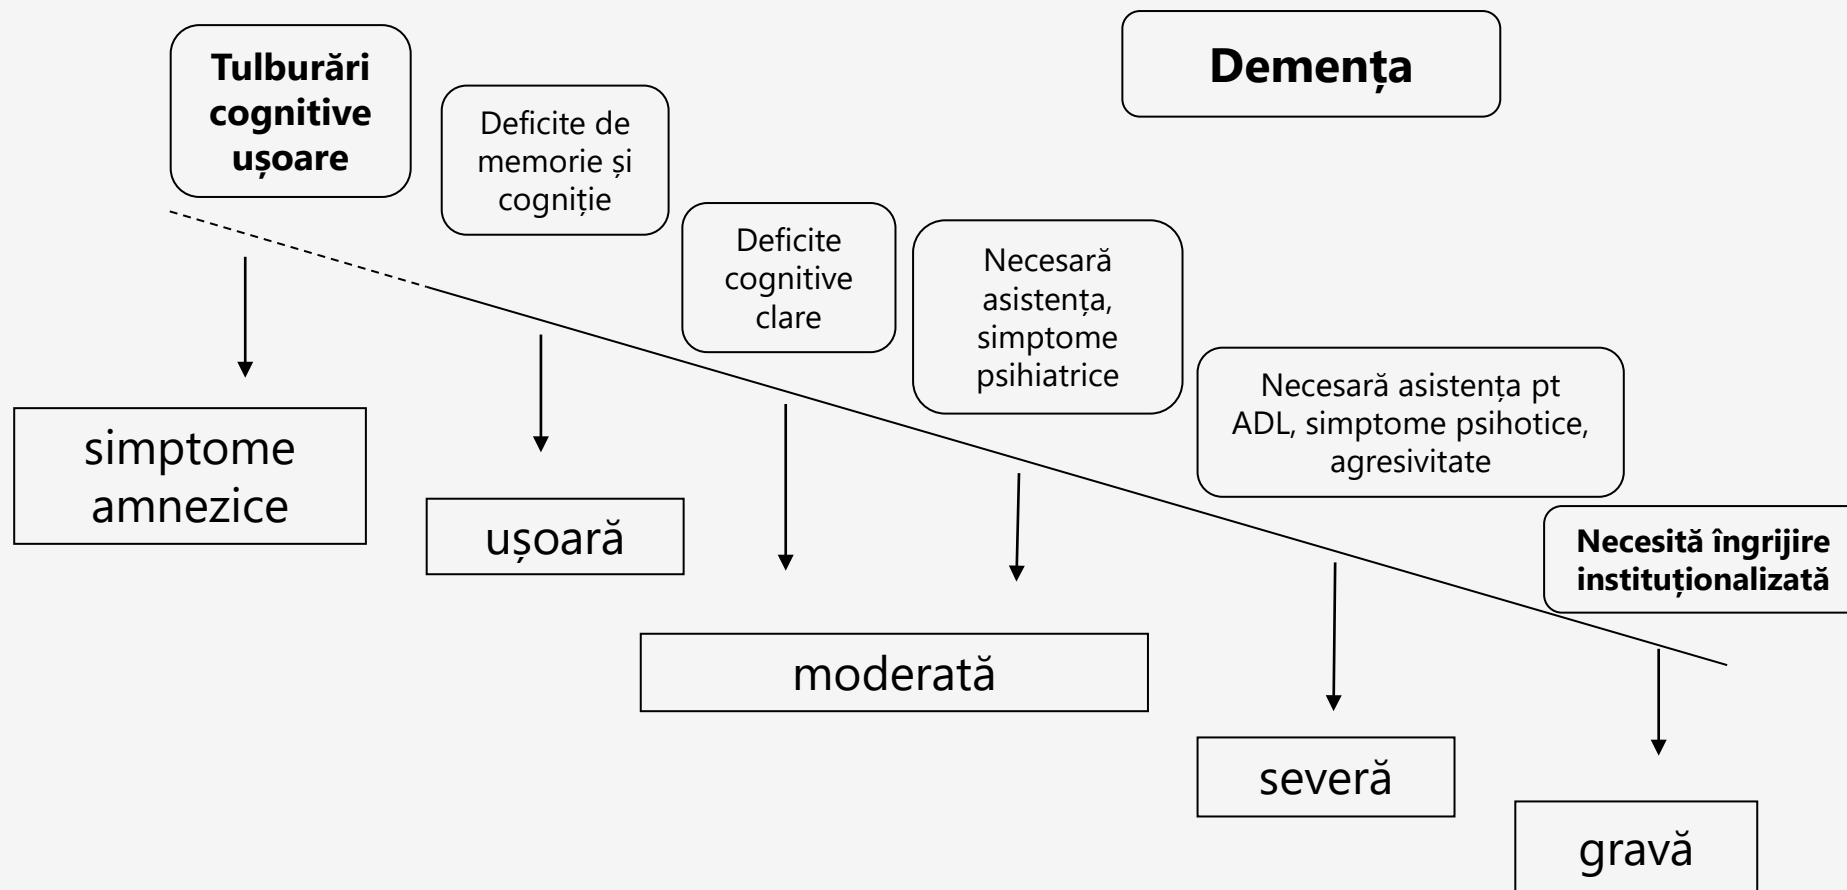 Tulburări
cognitive
ușoare
Demența
Deficite de
memorie și
cogniție
Deficite
cognitive
clare
Necesară
asistența,
simptome
psihiatrice
Necesară asistența pt
ADL, simptome psihotice,
agresivitate
Necesită îngrijire
instituționalizată
simptome
amnezice
ușoară
moderată
severă
gravă